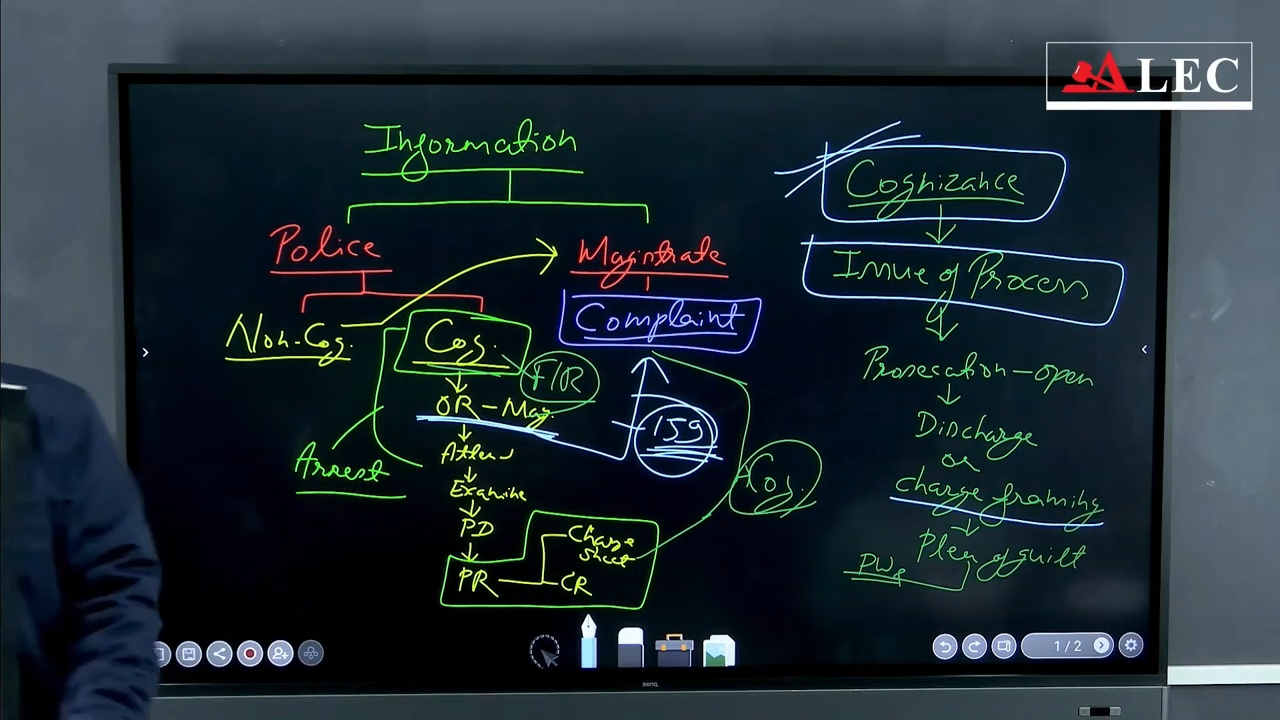 ALEC
Information
Police
Magistrate
Non-Cog.
Cog.
FIR
Complaint
OR - Mag.
159
Arrest
Examine
PD
PR
Charge
Sheet
CR
Cog.
Cognizance
Issue of Process
Prosecution - open
Discharge
or
Charge framing
Plea of guilt
PWs
1/2
BENQ